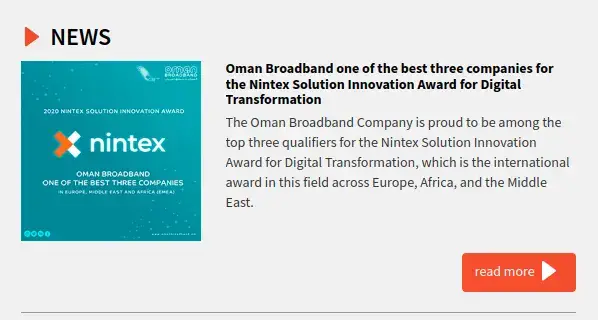 NEWS
oman
BROADBAND
2020 NINTEX SOLUTION INNOVATION AWARD
nintex
OMAN BROADBAND
ONE OF THE BEST THREE COMPANIES
IN EUROPE, MIDDLE EAST AND AFRICA (EMEA)
Oman Broadband one of the best three companies for
the Nintex Solution Innovation Award for Digital
Transformation
The Oman Broadband Company is proud to be among the
top three qualifiers for the Nintex Solution Innovation
Award for Digital Transformation, which is the international
award in this field across Europe, Africa, and the Middle
East.
read more